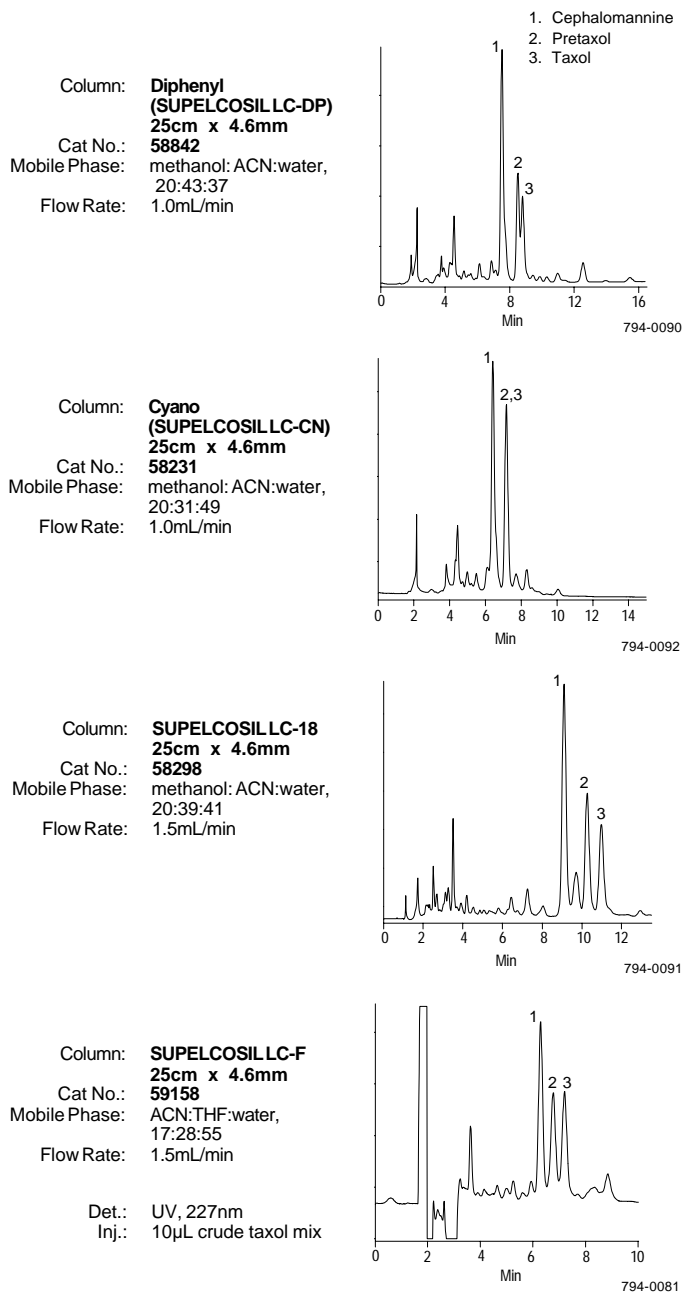 1. Cephalomannine
2. Pretaxol
3. Taxol
Column: Diphenyl
(SUPELCOSIL LC-DP)
25cm x 4.6mm
Cat No.: 58842
Mobile Phase: methanol: ACN:water,
20:43:37
Flow Rate: 1.0mL/min
1
2
3
0 4 8 12 16
Min
794-0090
Column: Cyano
(SUPELCOSIL LC-CN)
25cm x 4.6mm
Cat No.: 58231
Mobile Phase: methanol: ACN:water,
20:31:49
Flow Rate: 1.0mL/min
1
2,3
0 2 4 6 8 10 12 14
Min
794-0092
Column: SUPELCOSIL LC-18
25cm x 4.6mm
Cat No.: 58298
Mobile Phase: methanol: ACN:water,
20:39:41
Flow Rate: 1.5mL/min
1
2
3
0 2 4 6 8 10 12
Min
794-0091
Column: SUPELCOSIL LC-F
25cm x 4.6mm
Cat No.: 59158
Mobile Phase: ACN:THF:water,
17:28:55
Flow Rate: 1.5mL/min
Det.: UV, 227nm
Inj.: 10µL crude taxol mix
1
2 3
0 2 4 6 8 10
Min
794-0081